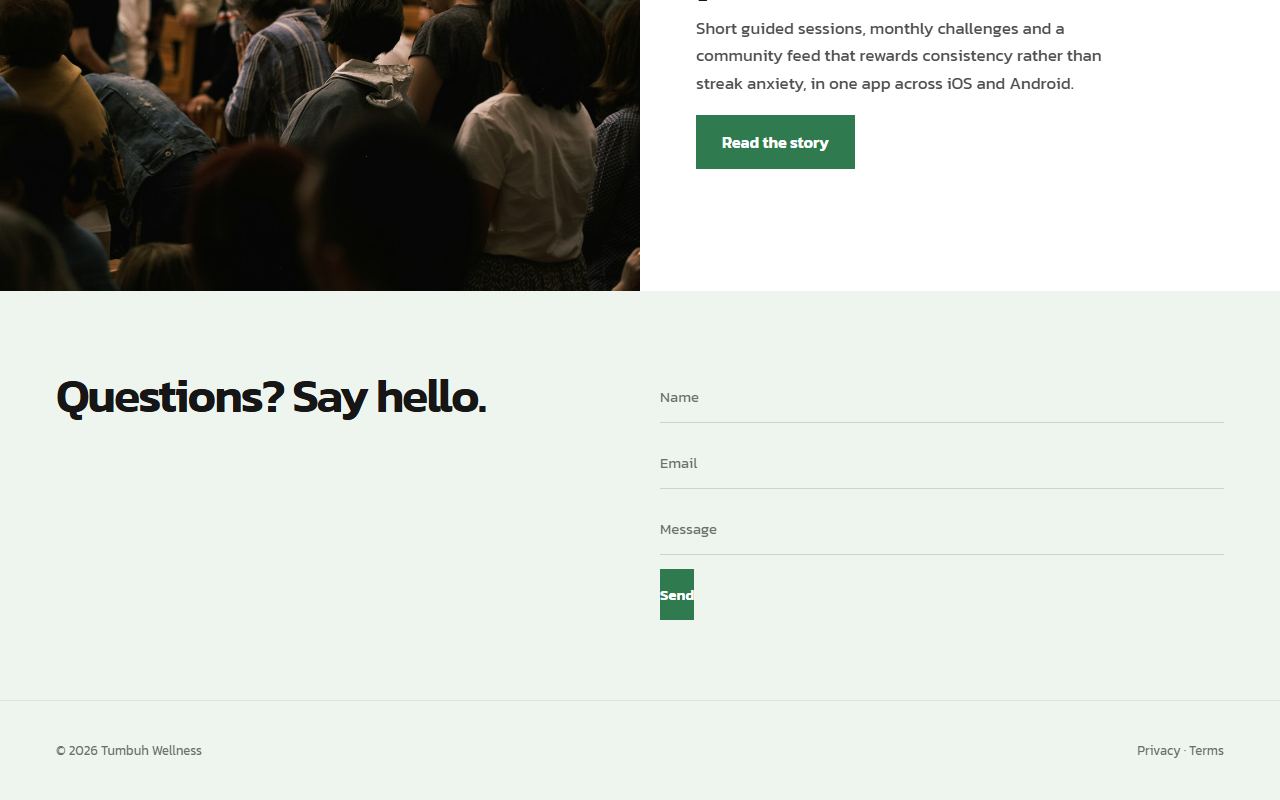 Short guided sessions, monthly challenges and a
community feed that rewards consistency rather than
streak anxiety, in one app across iOS and Android.
Read the story
Questions? Say hello.
Name
Email
Message
Send
© 2026 Tumbuh Wellness
Privacy · Terms